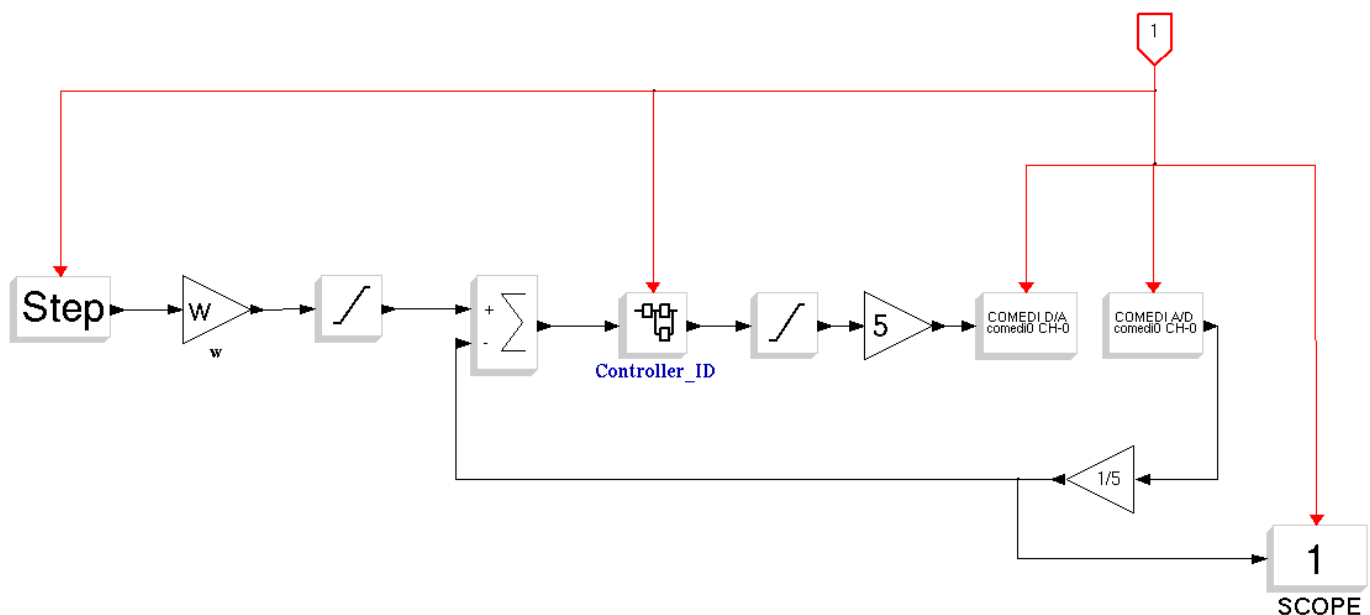 1
Step
W
w
+
-
Σ
Controller_ID
5
COMEDI D/A
comedi0 CH-0
COMEDI A/D
comedi0 CH-0
1/5
1
SCOPE